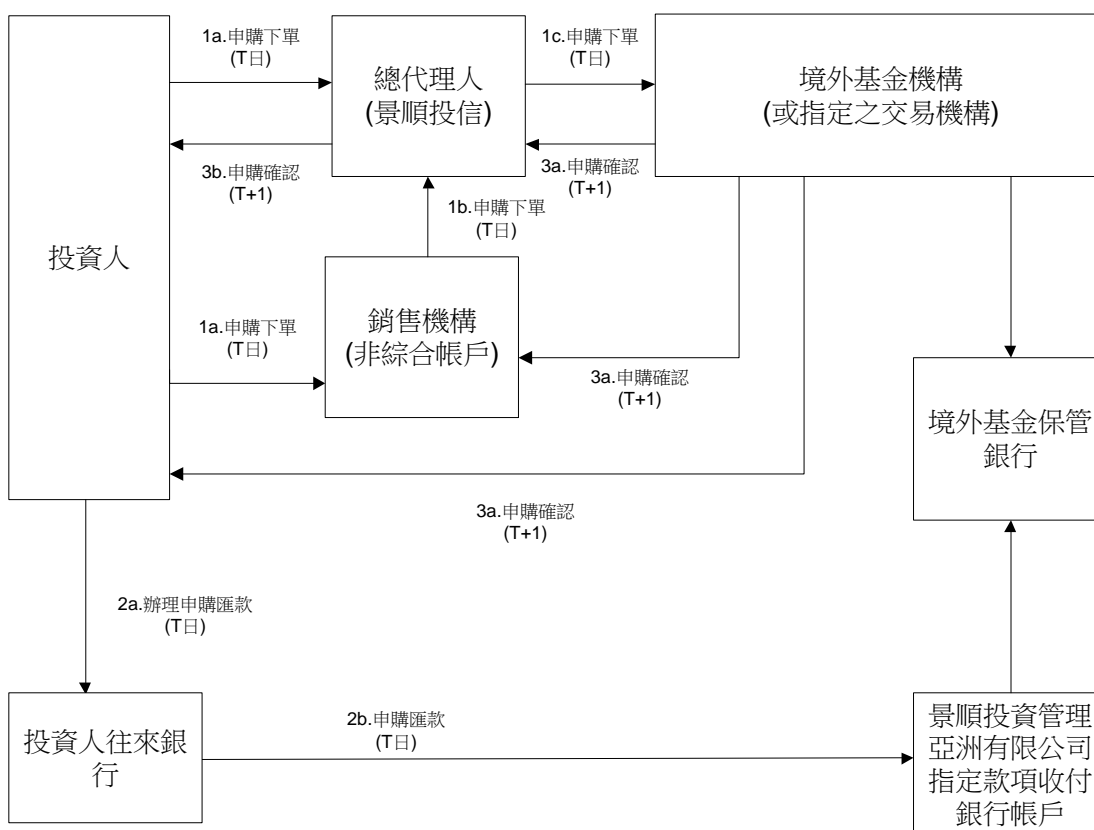 1a.申購下單
(T日)
1c.申購下單
(T日)
總代理人
(景順投信)
境外基金機構
(或指定之交易機構)
3b.申購確認
(T+1)
3a.申購確認
(T+1)
1b.申購下單
(T日)
投資人
銷售機構
(非綜合帳戶)
1a.申購下單
(T日)
3a.申購確認
(T+1)
境外基金保管
銀行
3a.申購確認
(T+1)
2a.辦理申購匯款
(T日)
投資人往來銀
行
2b.申購匯款
(T日)
景順投資管理
亞洲有限公司
指定款項收付
銀行帳戶